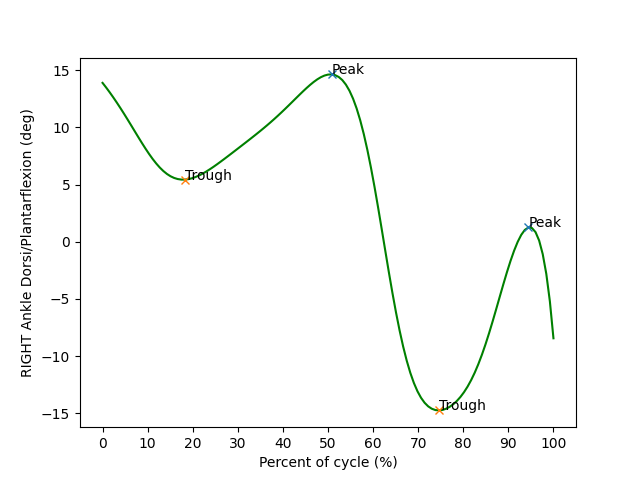 Peak
Trough
Peak
Trough
15
10
5
0
−5
−10
−15
0 10 20 30 40 50 60 70 80 90 100
Percent of cycle (%)
RIGHT Ankle Dorsi/Plantarflexion (deg)